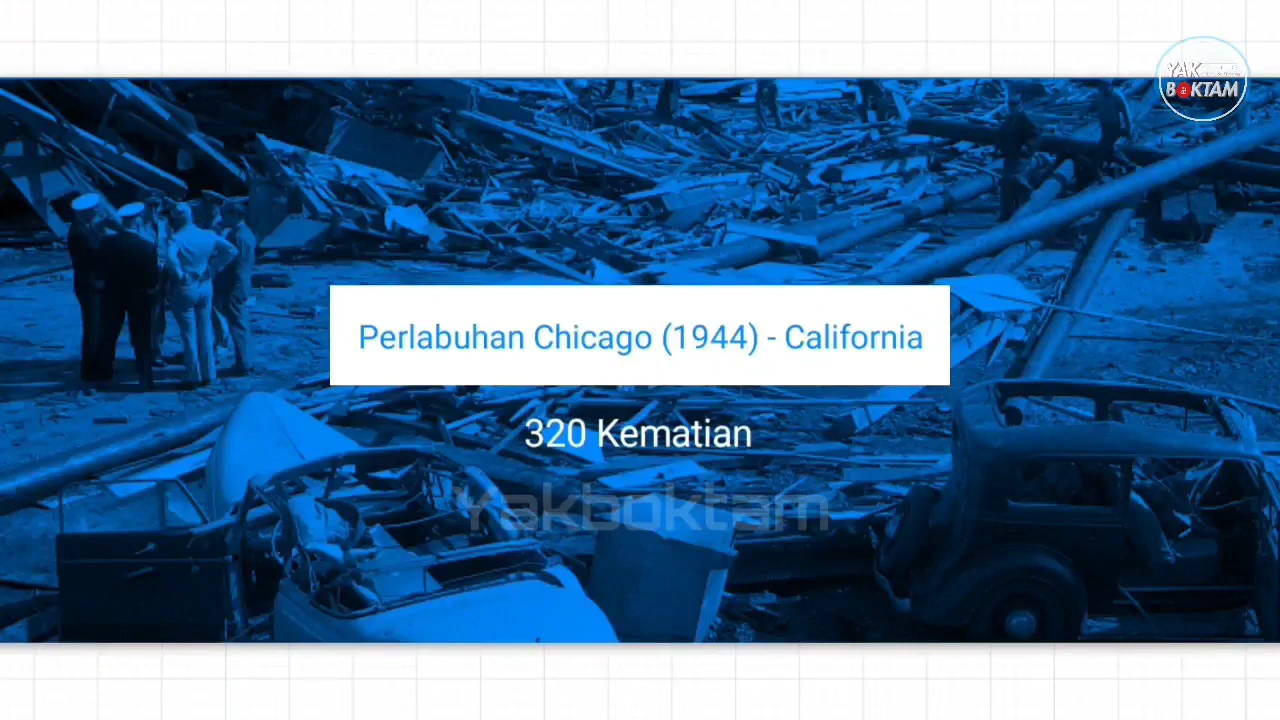 YAK
BOKTAM
Perlabuhan Chicago (1944) - California
320 Kematian
Yakboktam